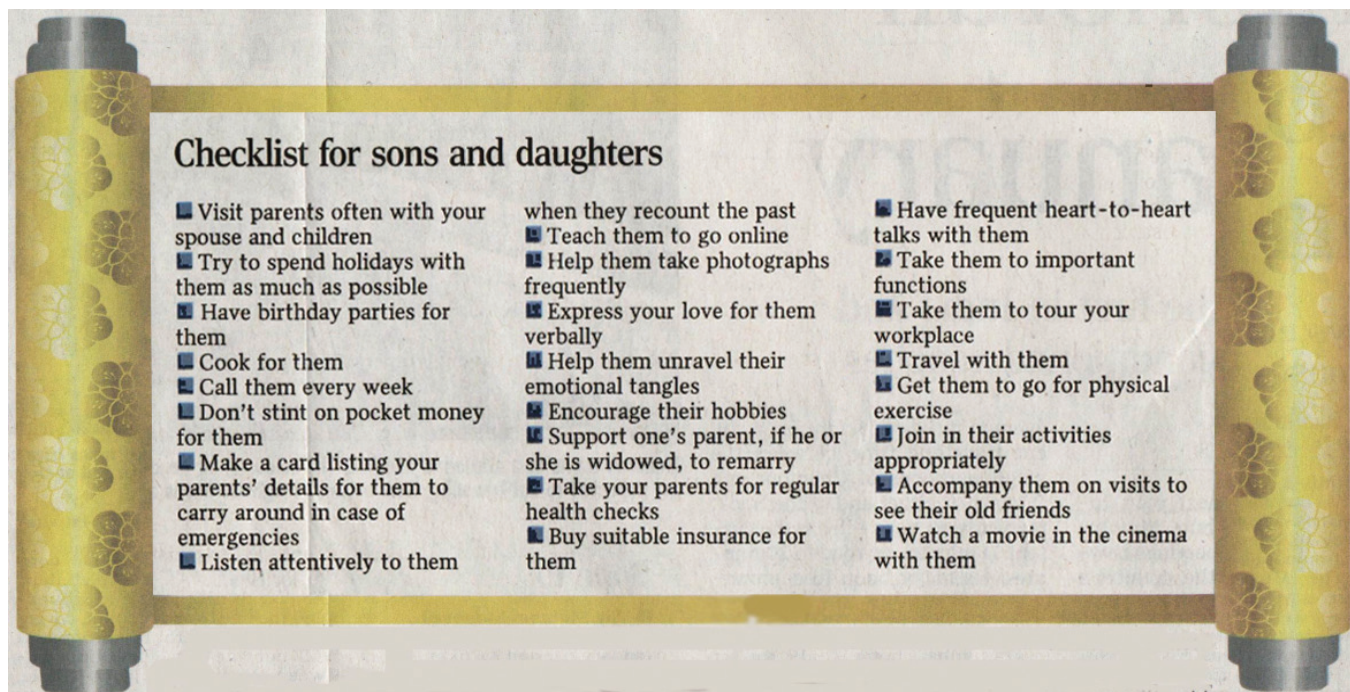 Checklist for sons and daughters
Visit parents often with your
spouse and children
Try to spend holidays with
them as much as possible
Have birthday parties for
them
Cook for them
Call them every week
Don't stint on pocket money
for them
Make a card listing your
parents' details for them to
carry around in case of
emergencies
Listen attentively to them
when they recount the past
Teach them to go online
Help them take photographs
frequently
Express your love for them
verbally
Help them unravel their
emotional tangles
Encourage their hobbies
Support one's parent, if he or
she is widowed, to remarry
Take your parents for regular
health checks
Buy suitable insurance for
them
Have frequent heart-to-heart
talks with them
Take them to important
functions
Take them to tour your
workplace
Travel with them
Get them to go for physical
exercise
Join in their activities
appropriately
Accompany them on visits to
see their old friends
Watch a movie in the cinema
with them